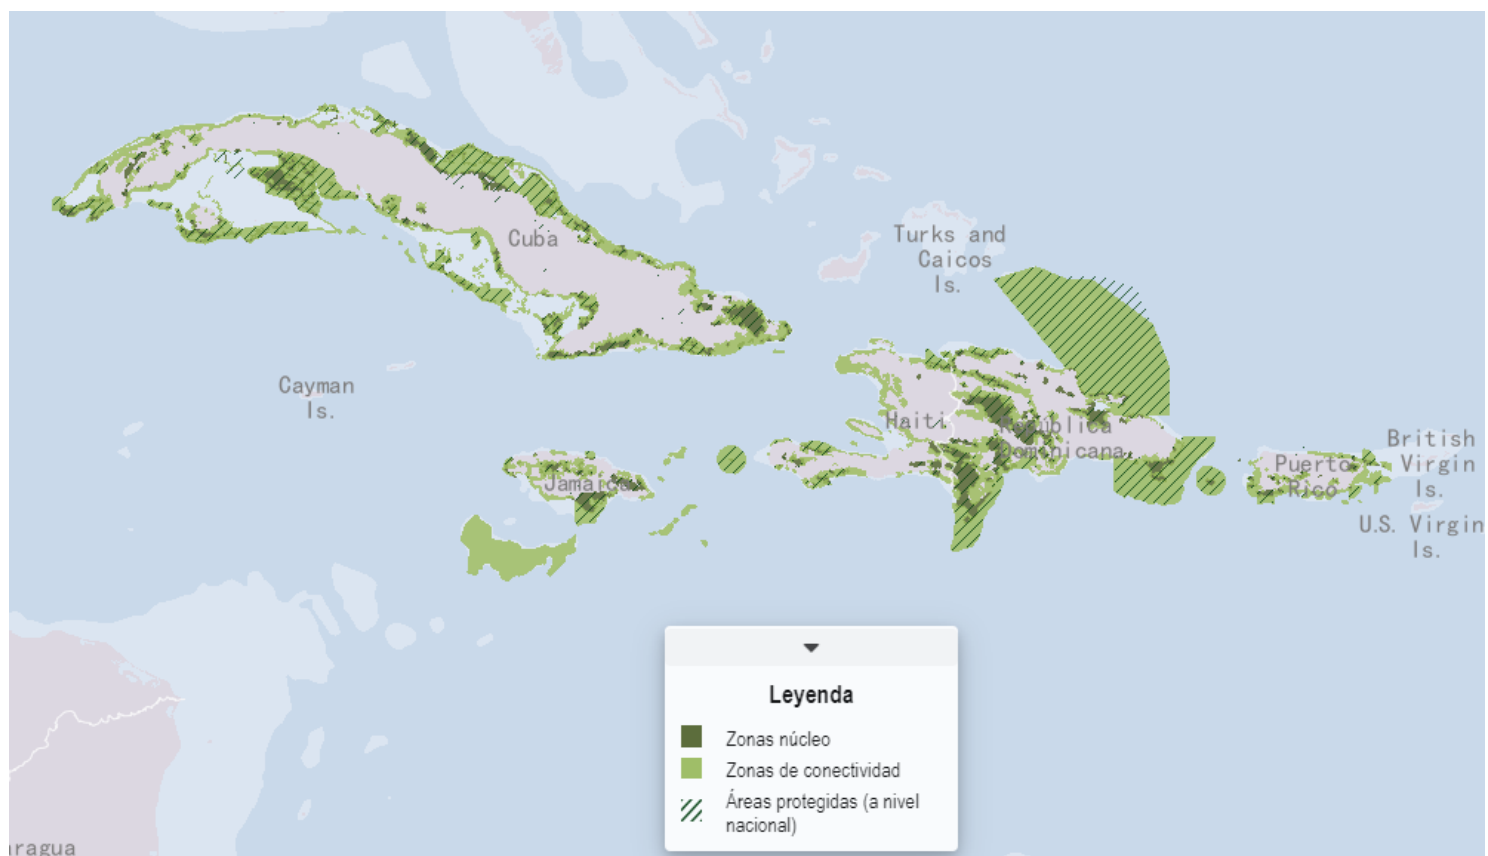 Cuba
Turks and
Caicos
Is.
Cayman
Is.
Haiti
República
Dominicana
Jamaica
Puerto
Rico
British
Virgin
Is.
U.S. Virgin
Is.
Leyenda
Zonas núcleo
Zonas de conectividad
Áreas protegidas (a nivel
nacional)
aragua